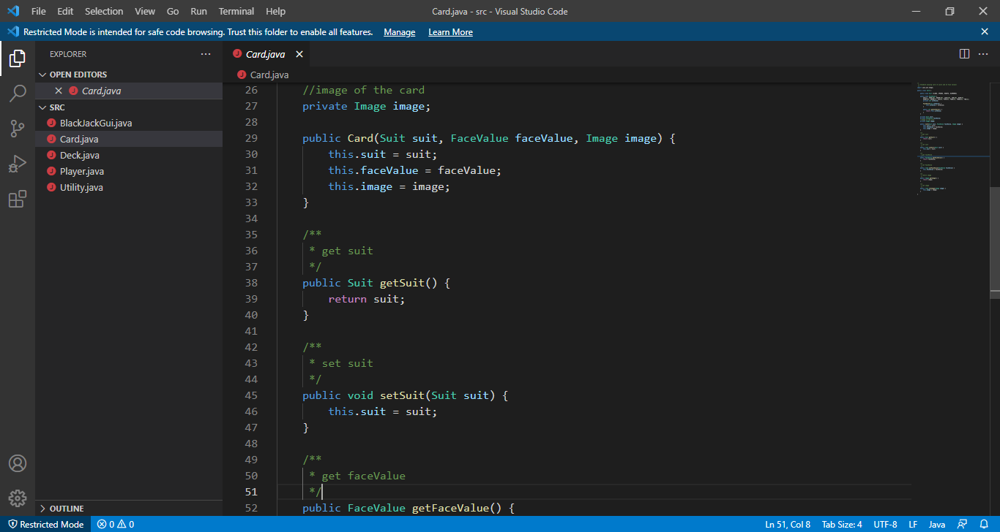 File Edit Selection View Go Run Terminal Help Card.java - src - Visual Studio Code
Restricted Mode is intended for safe code browsing. Trust this folder to enable all features. Manage Learn More
EXPLORER
OPEN EDITORS
Card.java
SRC
BlackJackGui.java
Card.java
Deck.java
Player.java
Utility.java
OUTLINE
Card.java
Card.java
26 //image of the card
27 private Image image;
28
29 public Card(Suit suit, FaceValue faceValue, Image image) {
30 this.suit = suit;
31 this.faceValue = faceValue;
32 this.image = image;
33 }
34
35 /**
36 * get suit
37 */
38 public Suit getSuit() {
39 return suit;
40 }
41
42 /**
43 * set suit
44 */
45 public void setSuit(Suit suit) {
46 this.suit = suit;
47 }
48
49 /**
50 * get faceValue
51 */
52 public FaceValue getFaceValue() {
Restricted Mode 0 0 Ln 51, Col 8 Tab Size: 4 UTF-8 LF Java